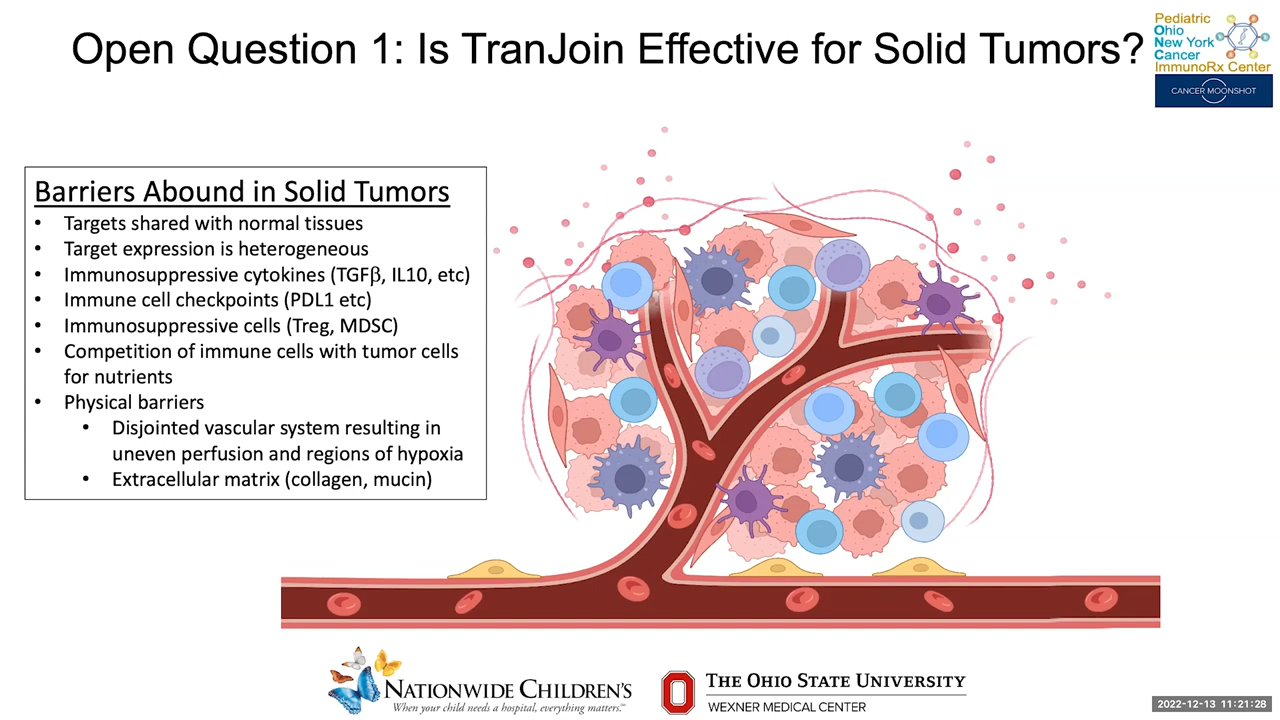 Open Question 1: Is TranJoin Effective for Solid Tumors?
Pediatric
Ohio
New York
Cancer
ImmunoRx Center
CANCER MOONSHOT
Barriers Abound in Solid Tumors
• Targets shared with normal tissues
• Target expression is heterogeneous
• Immunosuppressive cytokines (TGFβ, IL10, etc)
• Immune cell checkpoints (PDL1 etc)
• Immunosuppressive cells (Treg, MDSC)
• Competition of immune cells with tumor cells
for nutrients
• Physical barriers
• Disjointed vascular system resulting in
uneven perfusion and regions of hypoxia
• Extracellular matrix (collagen, mucin)
NATIONWIDE CHILDREN'S
When your child needs a hospital, everything matters.℠
THE OHIO STATE UNIVERSITY
WEXNER MEDICAL CENTER
2022-12-13 11:21:28